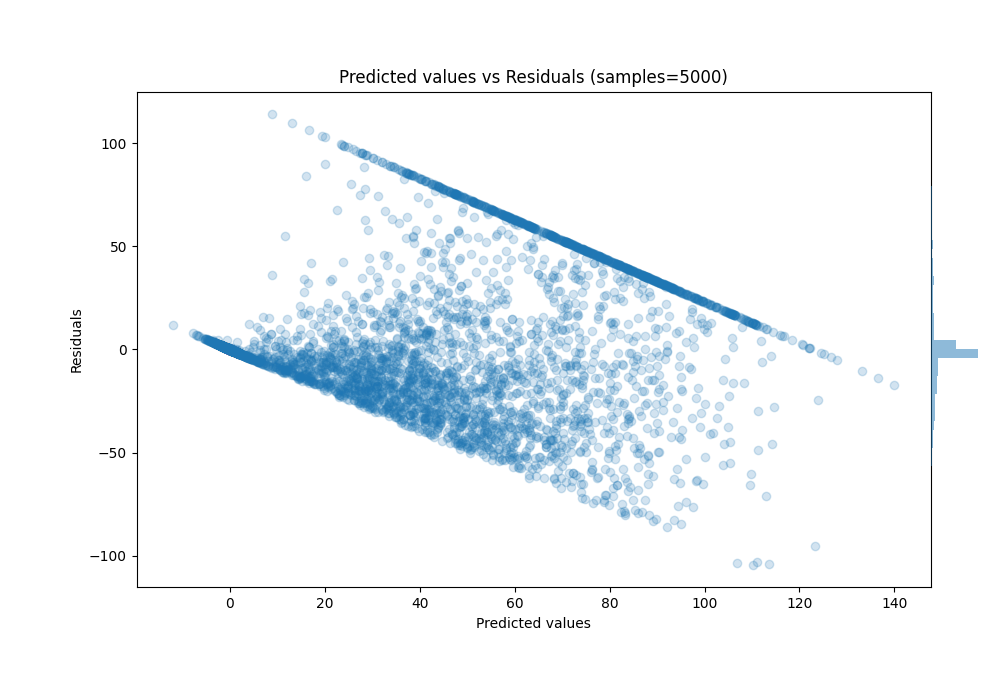 Predicted values vs Residuals (samples=5000)
100
50
0
−50
−100
Residuals
0 20 40 60 80 100 120 140
Predicted values